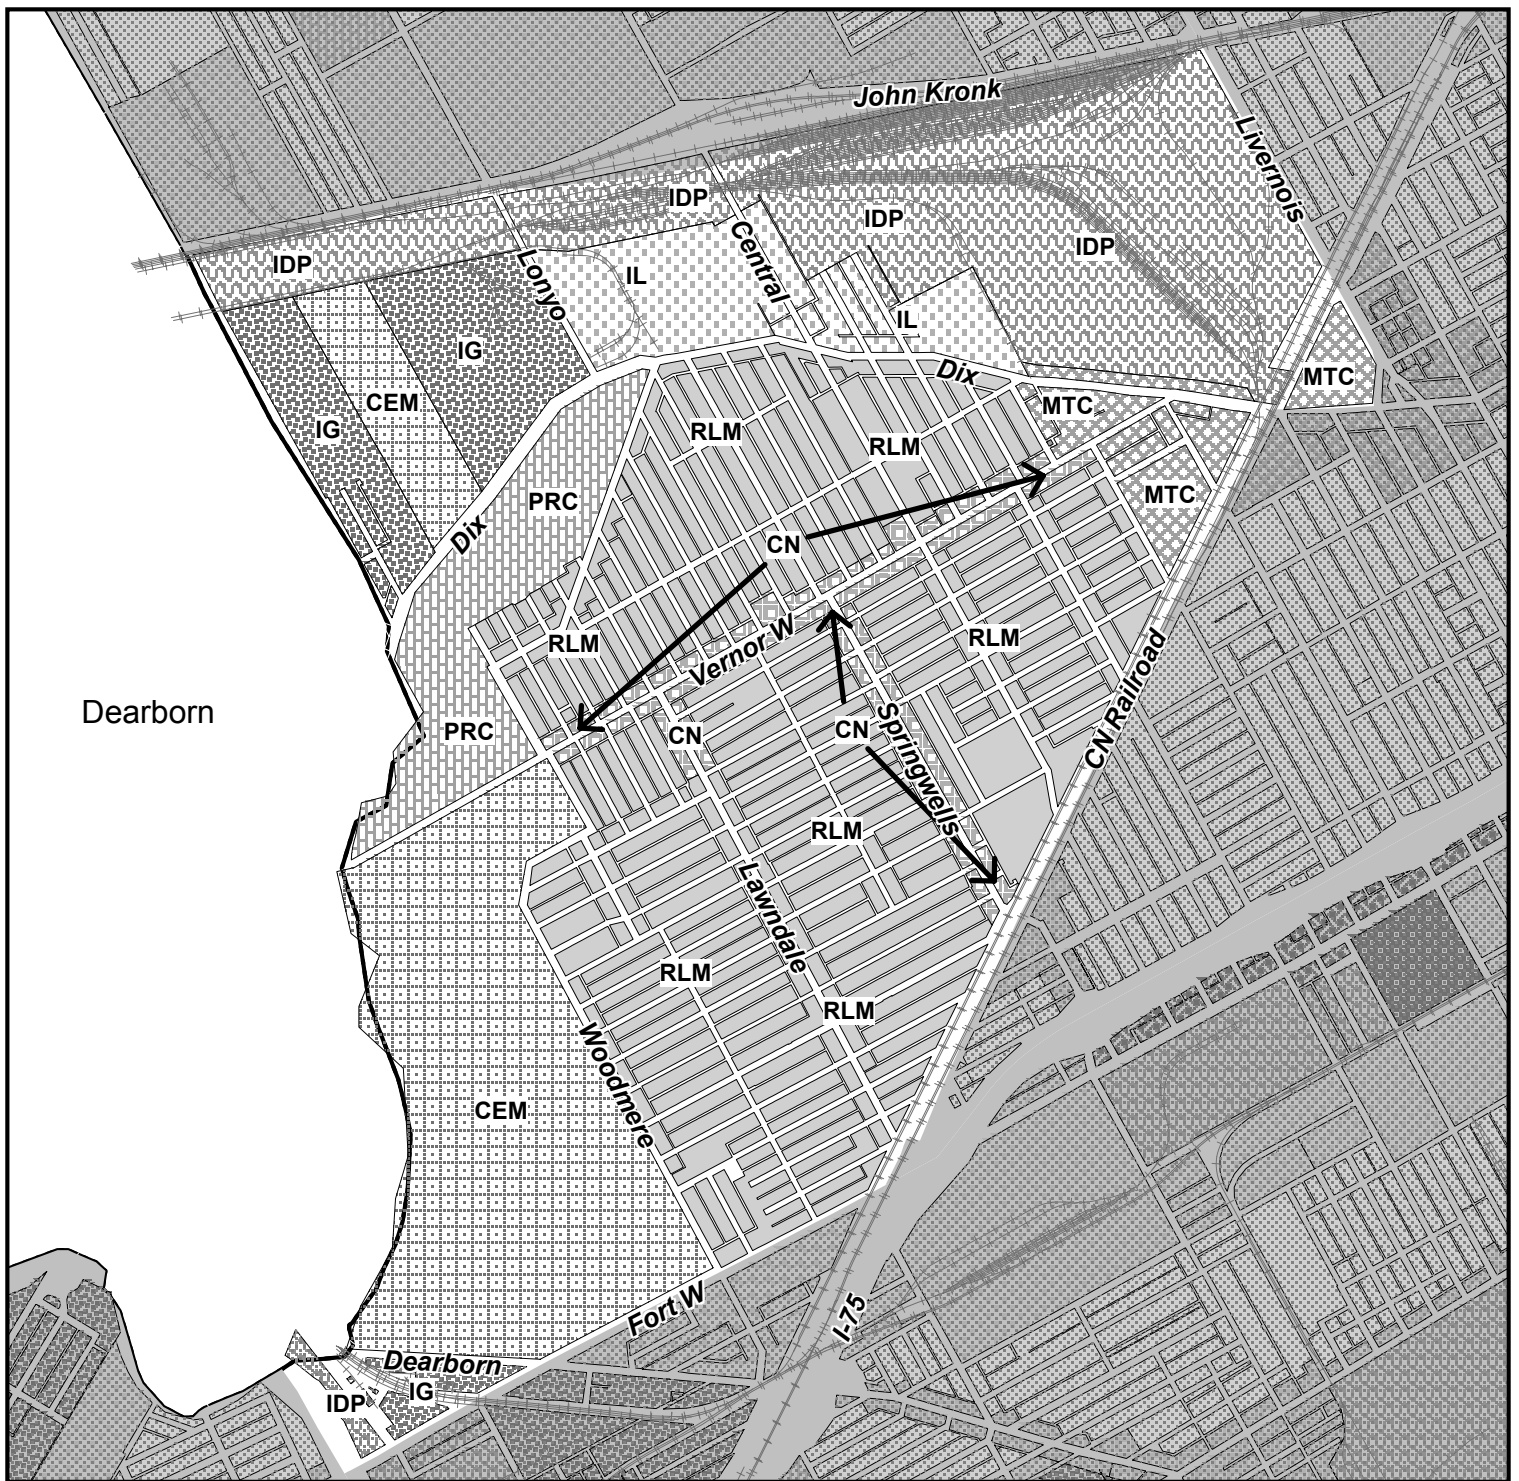 John Kronk
Livernois
IDP
IDP
Central
IDP
IDP
Lonyo
IL
IL
IG
Dix
MTC
CEM
MTC
IG
RLM
RLM
MTC
PRC
Dix
CN
RLM
Vernor W
RLM
CN Railroad
Dearborn
PRC
CN
CN
Springwells
RLM
Lawndale
RLM
RLM
Woodmere
CEM
Fort W
I-75
Dearborn
IG
IDP